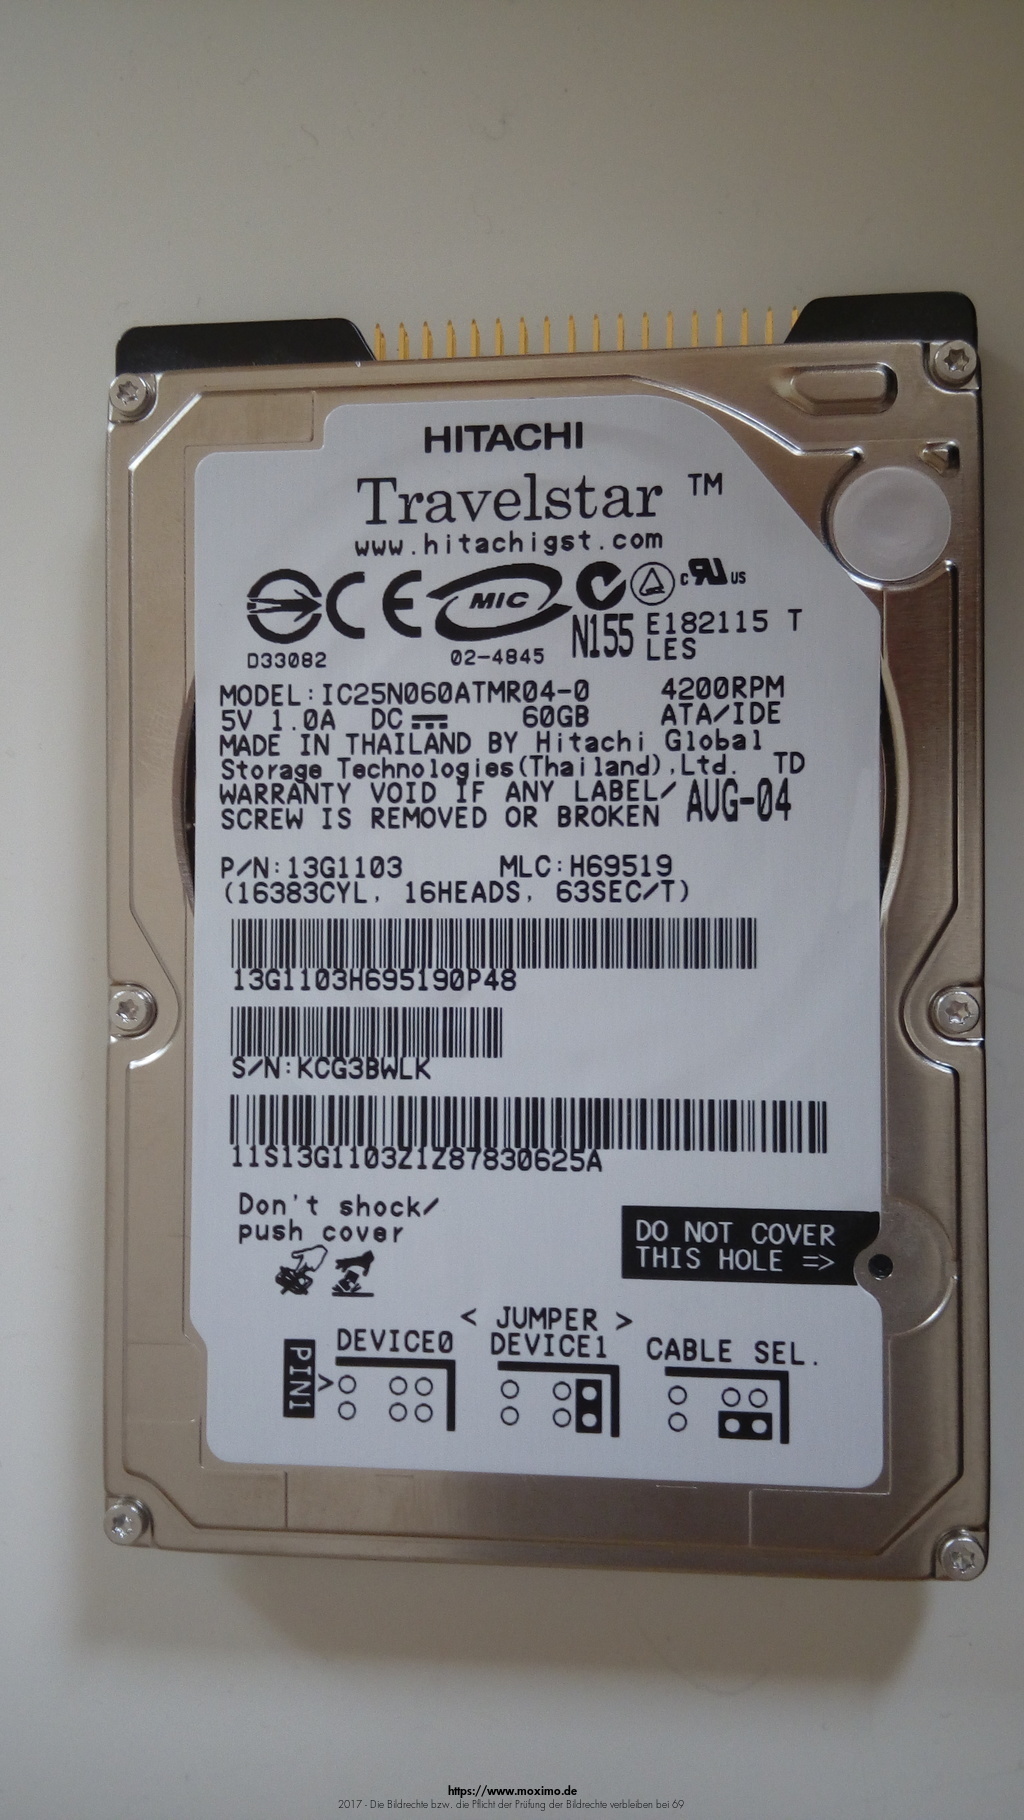 HITACHI
Travelstar ™
www.hitachigst.com
CE MIC c RU US
D33082 02-4845 N155 E182115 T
LES
MODEL:IC25N060ATMR04-0 4200RPM
5V 1.0A DC 60GB ATA/IDE
MADE IN THAILAND BY Hitachi Global
Storage Technologies(Thailand),Ltd. TD
WARRANTY VOID IF ANY LABEL/ AUG-04
SCREW IS REMOVED OR BROKEN
P/N:13G1103 MLC:H69519
(16383CYL, 16HEADS, 63SEC/T)
13G1103H695190P48
S/N:KCG3BWLK
11S13G1103Z1Z87830625A
Don't shock/
push cover
DO NOT COVER
THIS HOLE =>
< JUMPER >
DEVICE0 DEVICE1 CABLE SEL.
PIN1 >
https://www.moximo.de
2017 - Die Bildrechte bzw. die Pflicht der Prüfung der Bildrechte verbleiben bei 69